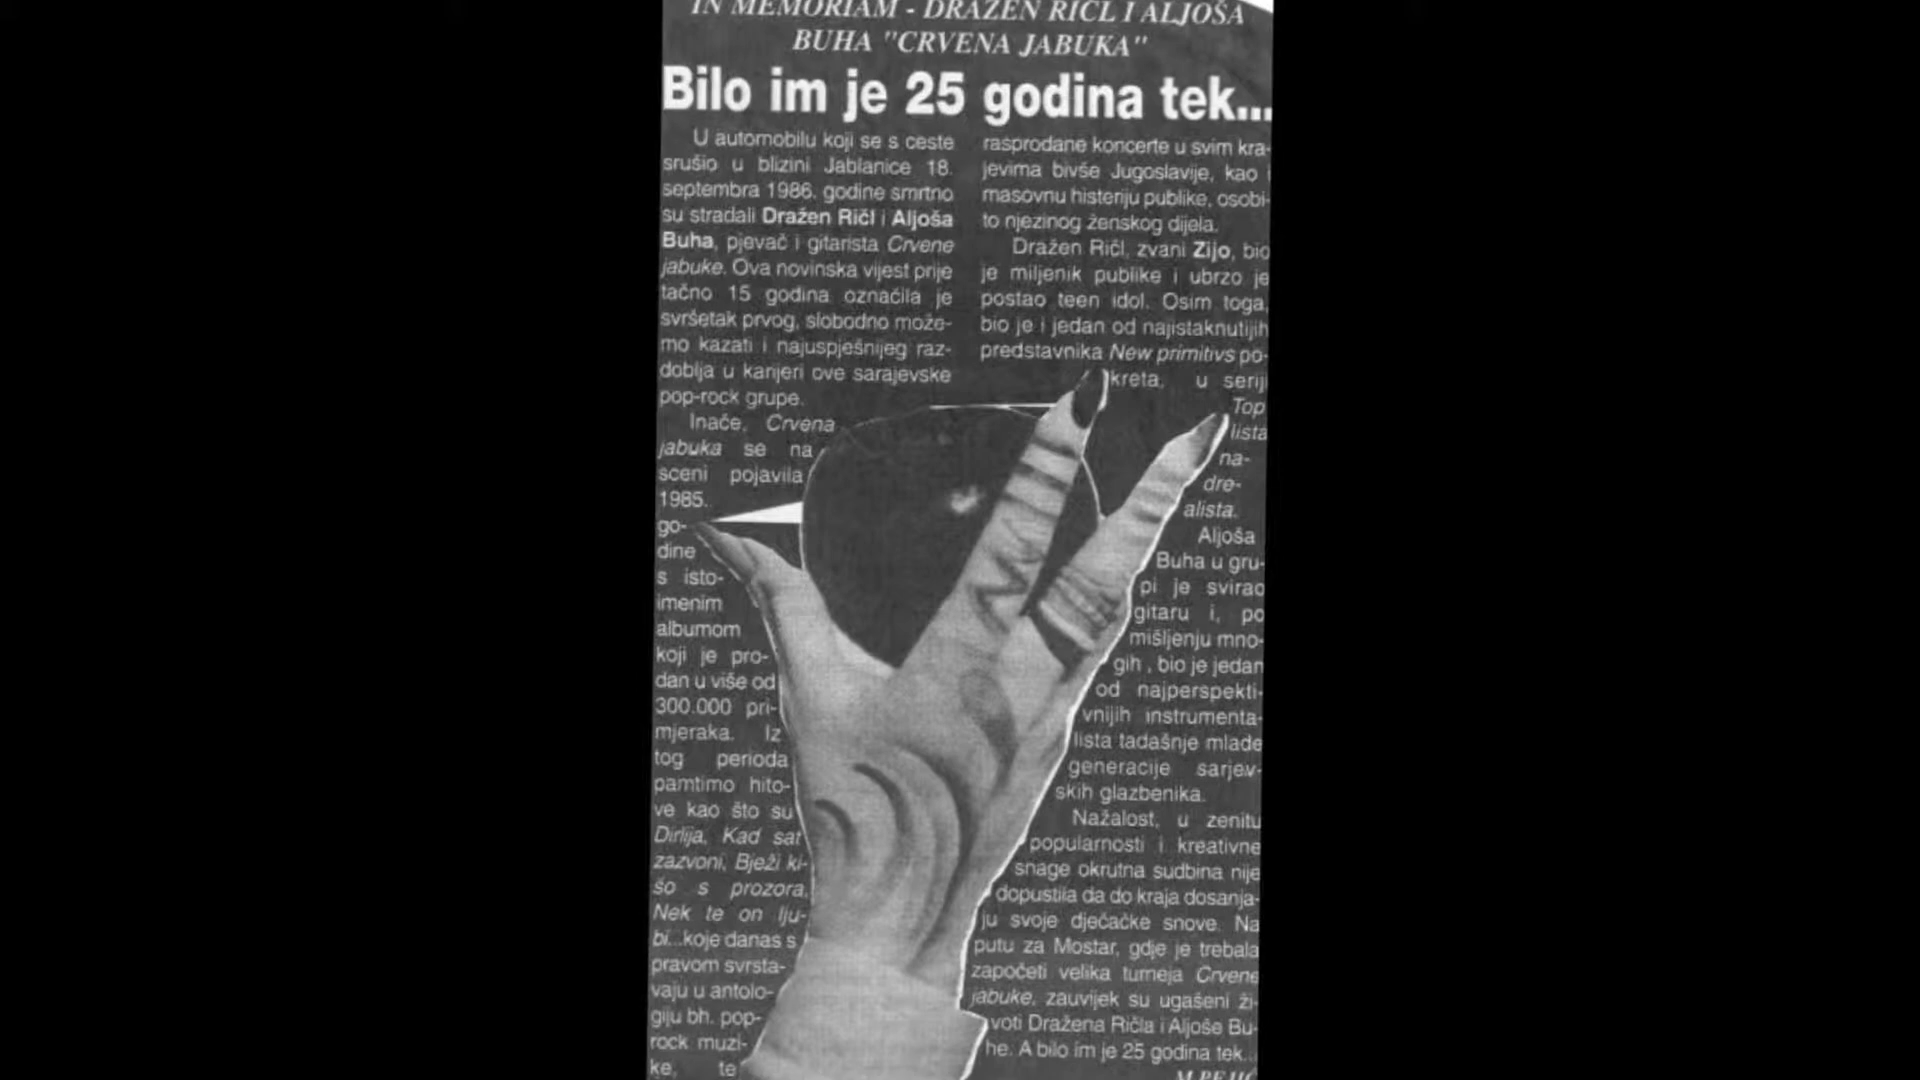 IN MEMORIAM - DRAŽEN RIČL I ALJOŠA
BUHA "CRVENA JABUKA"
Bilo im je 25 godina tek...
U automobilu koji se s ceste
srušio u blizini Jablanice 18.
septembra 1986. godine smrtno
su stradali Dražen Ričl i Aljoša
Buha, pjevač i gitarista Crvene
jabuke. Ova novinska vijest prije
tačno 15 godina označila je
svršetak prvog, slobodno može-
mo kazati i najuspješnijeg raz-
doblja u karijeri ove sarajevske
pop-rock grupe.
Inače, Crvena
jabuka se na
sceni pojavila
1985.
go-
dine
s isto-
imenim
albumom
koji je pro-
dan u više od
300.000 pri-
mjeraka. Iz
tog perioda
pamtimo hito-
ve kao što su
Dirlija, Kad sat
zazvoni, Bježi ki-
šo s prozora,
Nek te on lju-
bi...koje danas s
pravom svrsta-
vaju u antolo-
giju bh. pop-
rock muzi-
ke, te
rasprodane koncerte u svim kra-
jevima bivše Jugoslavije, kao i
masovnu histeriju publike, osobi-
to njezinog ženskog dijela.
Dražen Ričl, zvani Zijo, bio
je miljenik publike i ubrzo je
postao teen idol. Osim toga,
bio je i jedan od najistaknutijih
predstavnika New primitivs po-
kreta, u seriji
Top
lista
na-
dre-
alista.
Aljoša
Buha u gru-
pi je svirao
gitaru i, po
mišljenju mno-
gih , bio je jedan
od najperspekti-
vnijih instrumenta-
lista tadašnje mlade
generacije sarjev-
skih glazbenika.
Nažalost, u zenitu
popularnosti i kreativne
snage okrutna sudbina nije
dopustila da do kraja dosanja-
ju svoje dječačke snove. Na
putu za Mostar, gdje je trebala
započeti velika turneja Crvene
jabuke, zauvijek su ugašeni ži-
voti Dražena Ričla i Aljoše Bu-
he. A bilo im je 25 godina tek...